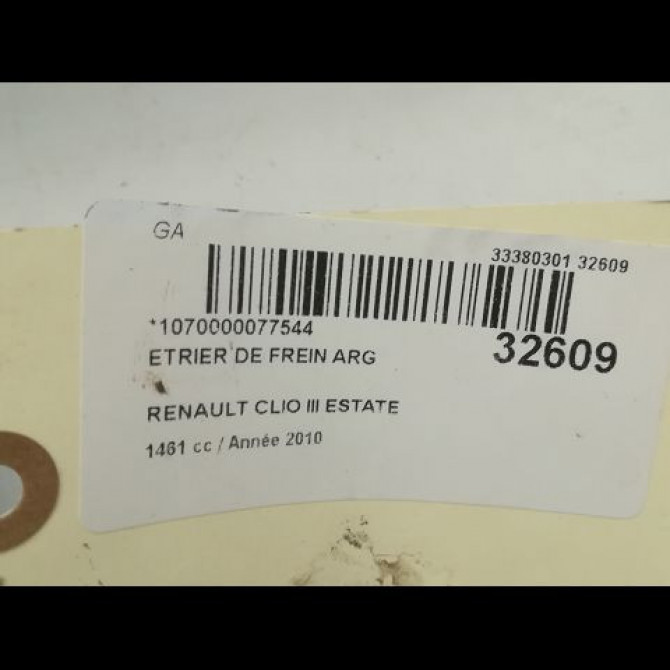 GA
33380301 32609
*1070000077544
32609
ETRIER DE FREIN ARG
RENAULT CLIO III ESTATE
1461 cc / Année 2010